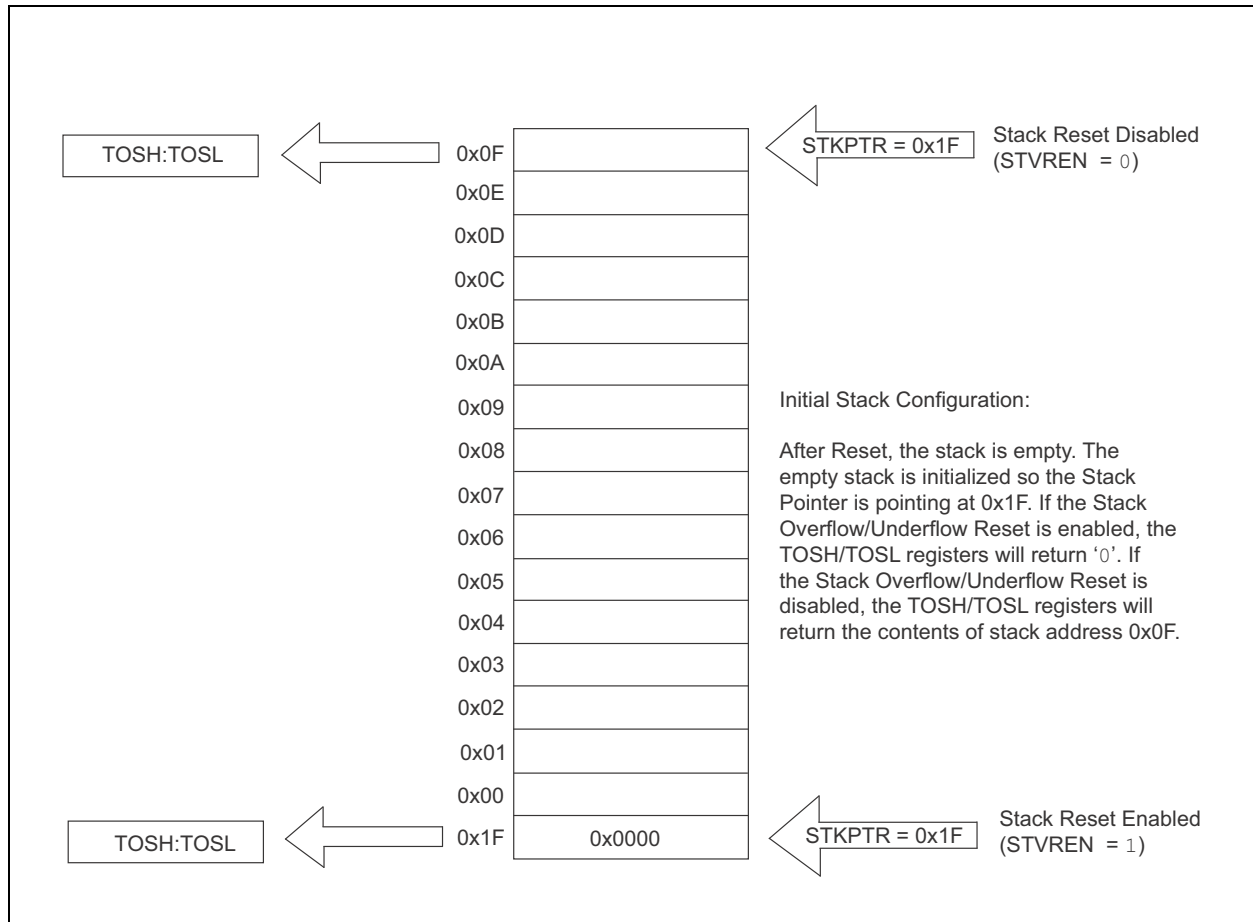 TOSH:TOSL
0x0F
STKPTR = 0x1F
Stack Reset Disabled
(STVREN = 0)
0x0E
0x0D
0x0C
0x0B
0x0A
0x09
Initial Stack Configuration:
0x08
After Reset, the stack is empty. The
empty stack is initialized so the Stack
Pointer is pointing at 0x1F. If the Stack
Overflow/Underflow Reset is enabled, the
TOSH/TOSL registers will return ‘0’. If
the Stack Overflow/Underflow Reset is
disabled, the TOSH/TOSL registers will
return the contents of stack address 0x0F.
0x07
0x06
0x05
0x04
0x03
0x02
0x01
0x00
TOSH:TOSL
0x1F
0x0000
STKPTR = 0x1F
Stack Reset Enabled
(STVREN = 1)